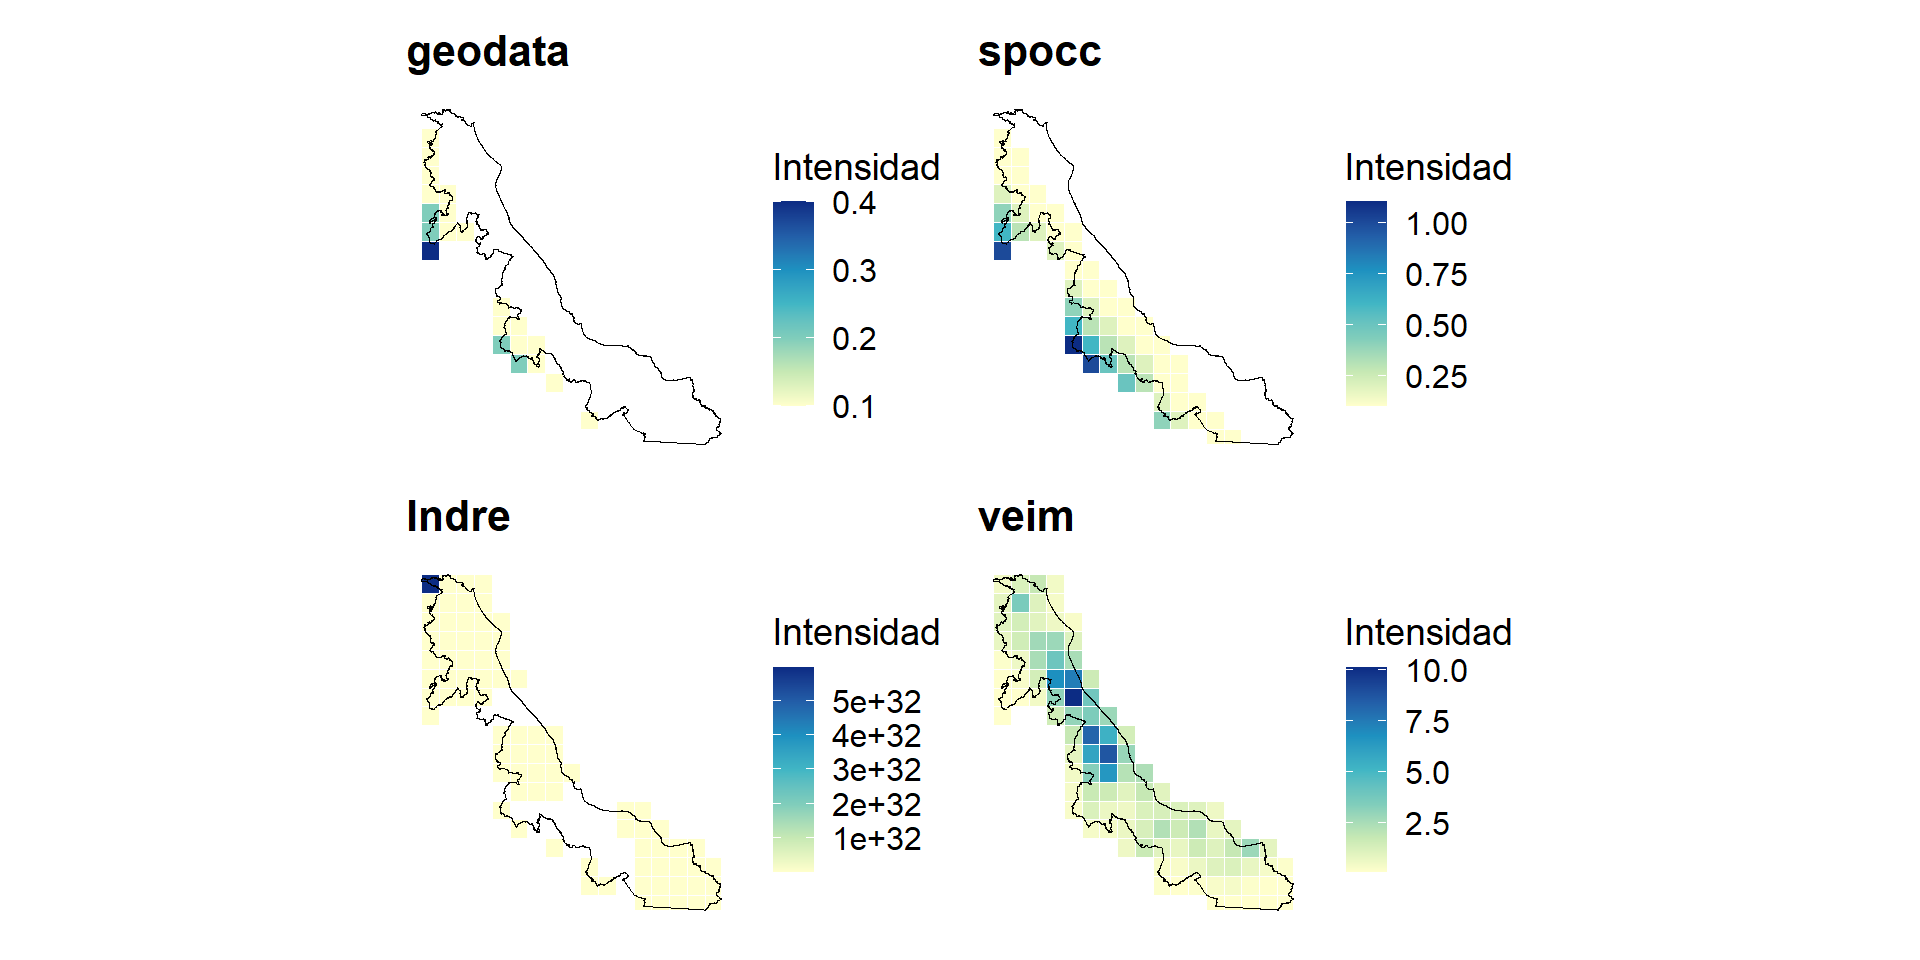 geodata
Intensidad
0.4
0.3
0.2
0.1
spocc
Intensidad
1.00
0.75
0.50
0.25
lndre
Intensidad
5e+32
4e+32
3e+32
2e+32
1e+32
veim
Intensidad
10.0
7.5
5.0
2.5